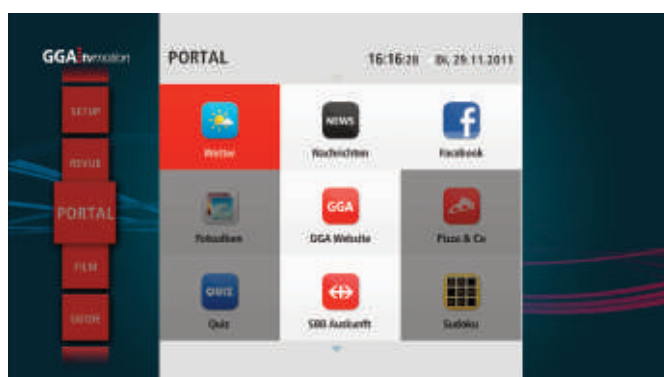 GGA tvmotion
PORTAL
16:16:28 Di, 29.11.2011
SETUP
REVUE
PORTAL
FILM
GUIDE
Wetter
NEWS
Nachrichten
Facebook
Fotoalben
GGA
GGA Website
Pizza & Co
QUIZ
Quiz
SBB Auskunft
Sudoku